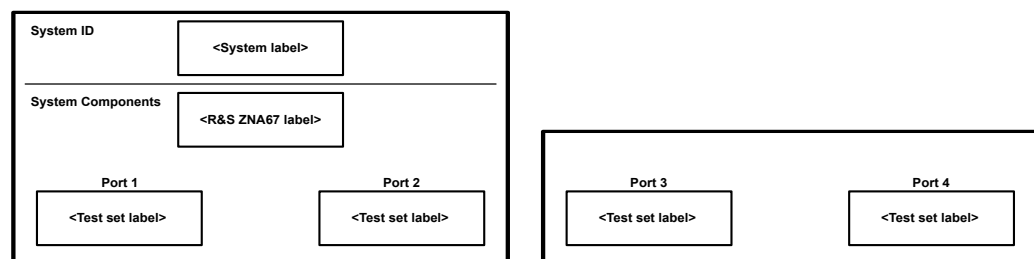 System ID
<System label>
System Components
<R&S ZNA67 label>
Port 1
Port 2
<Test set label>
<Test set label>
Port 3
Port 4
<Test set label>
<Test set label>